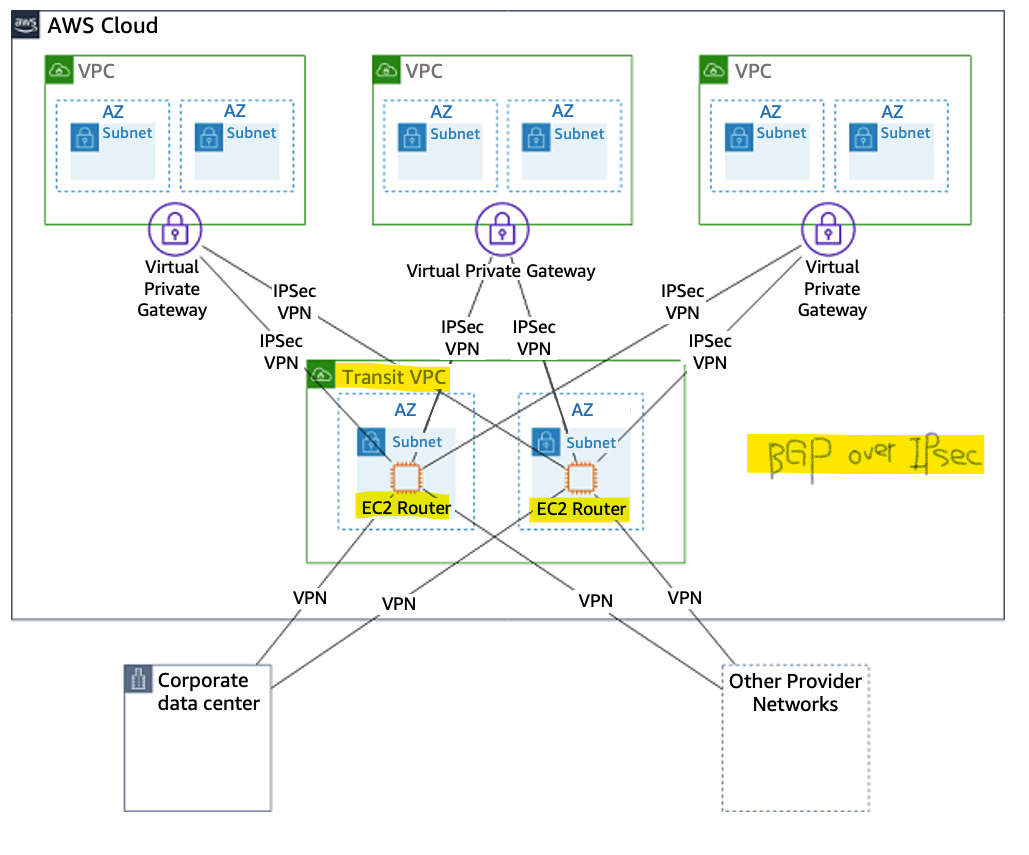 aws
AWS Cloud
VPC
VPC
VPC
AZ
AZ
AZ
AZ
AZ
AZ
Subnet
Subnet
Subnet
Subnet
Subnet
Subnet
Virtual
Private
Gateway
Virtual Private Gateway
Virtual
Private
Gateway
IPSec
VPN
IPSec
VPN
IPSec
VPN
IPSec
VPN
IPSec
VPN
IPSec
VPN
Transit VPC
AZ
AZ
Subnet
Subnet
EC2 Router
EC2 Router
BGP over IPsec
VPN
VPN
VPN
VPN
Corporate
data center
Other Provider
Networks